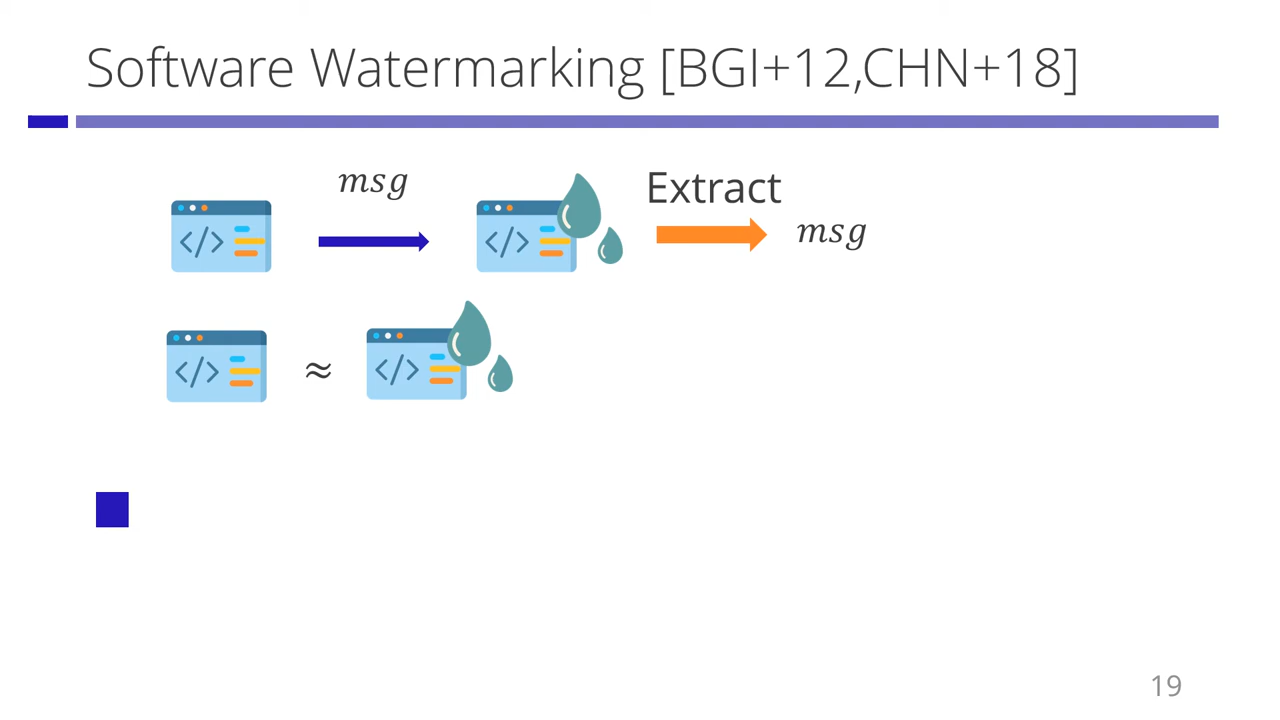 Software Watermarking [BGI+12,CHN+18]
msg
Extract
msg
</>
</>
≈
</>
</>
19